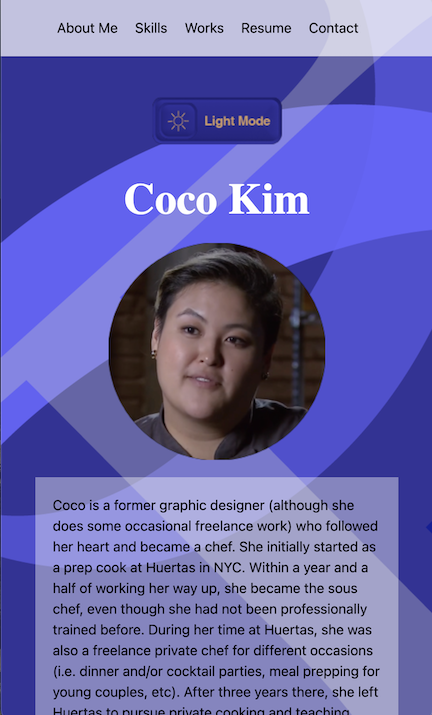 About Me Skills Works Resume Contact
Light Mode
Coco Kim
Coco is a former graphic designer (although she
does some occasional freelance work) who followed
her heart and became a chef. She initially started as
a prep cook at Huertas in NYC. Within a year and a
half of working her way up, she became the sous
chef, even though she had not been professionally
trained before. During her time at Huertas, she was
also a freelance private chef for different occasions
(i.e. dinner and/or cocktail parties, meal prepping for
young couples, etc). After three years there, she left
Huertas to pursue private cooking and teaching